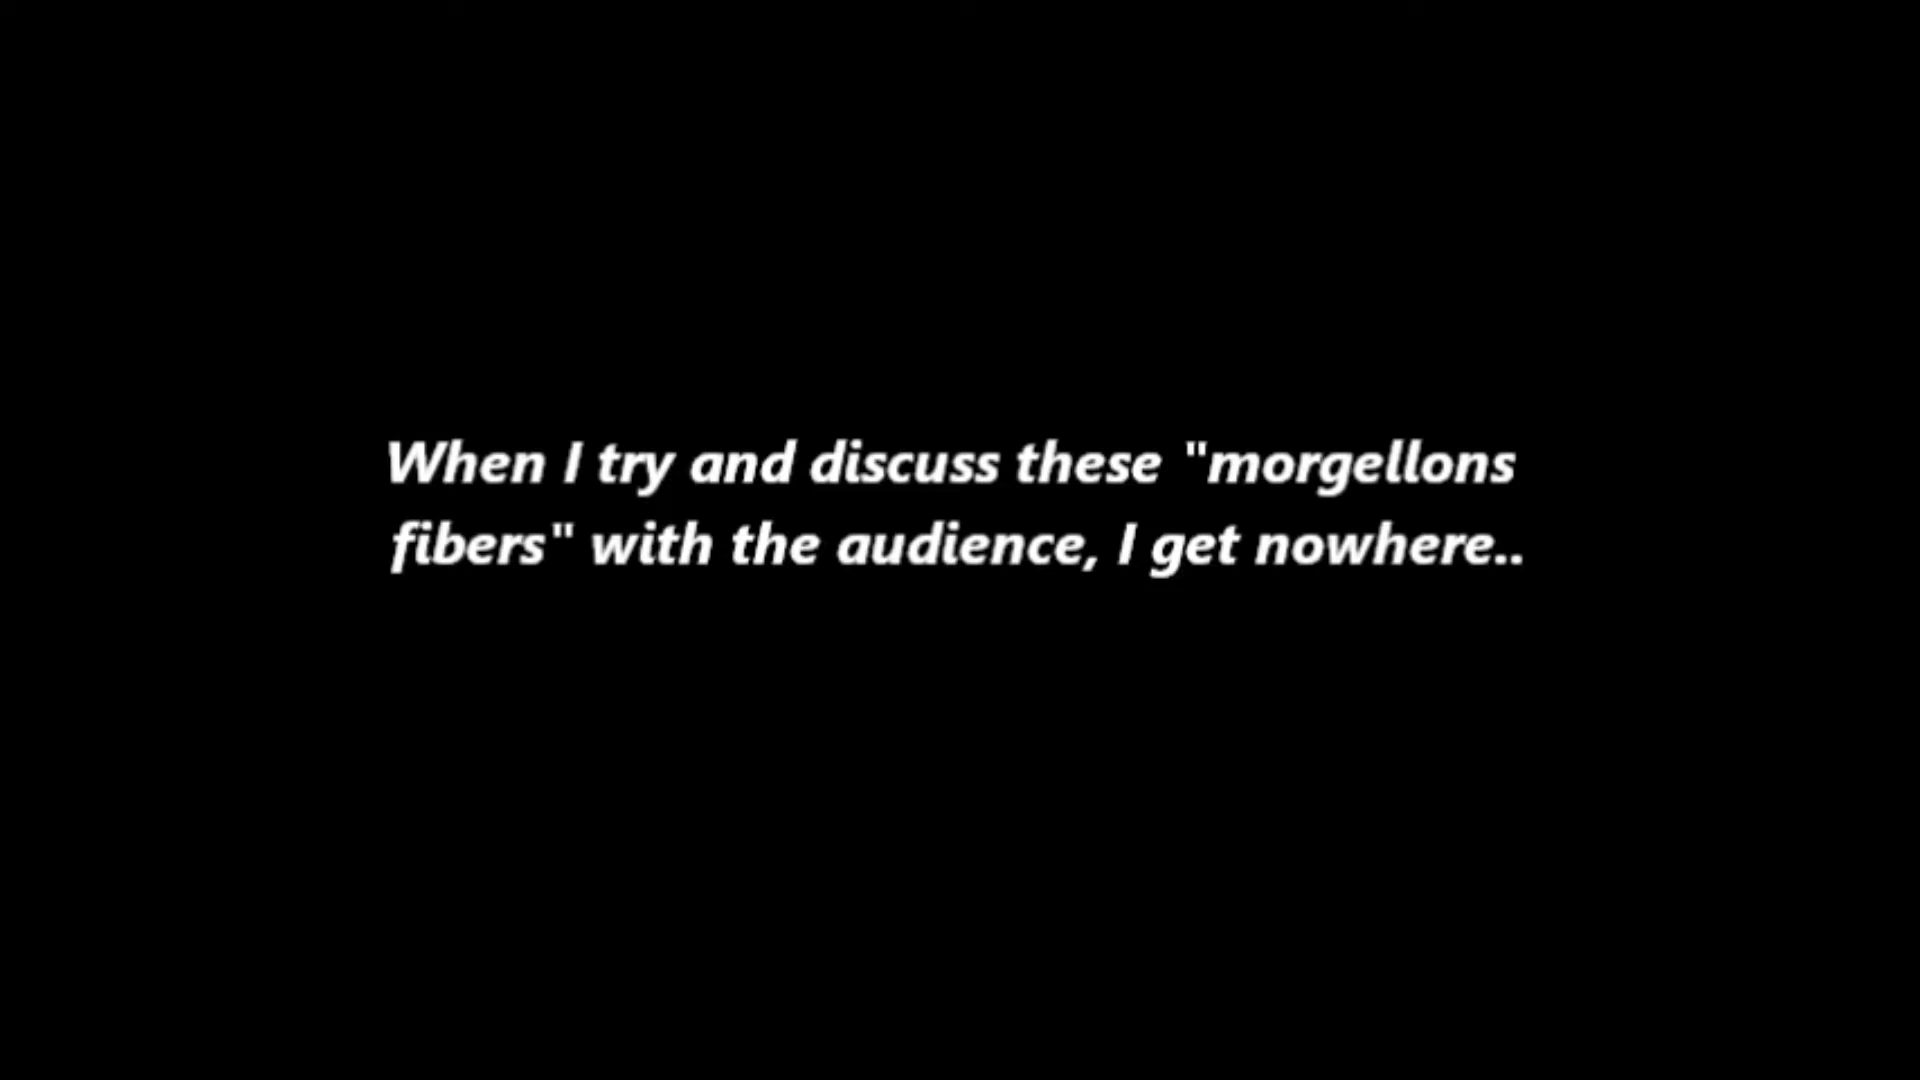 When I try and discuss these "morgellons
fibers" with the audience, I get nowhere..